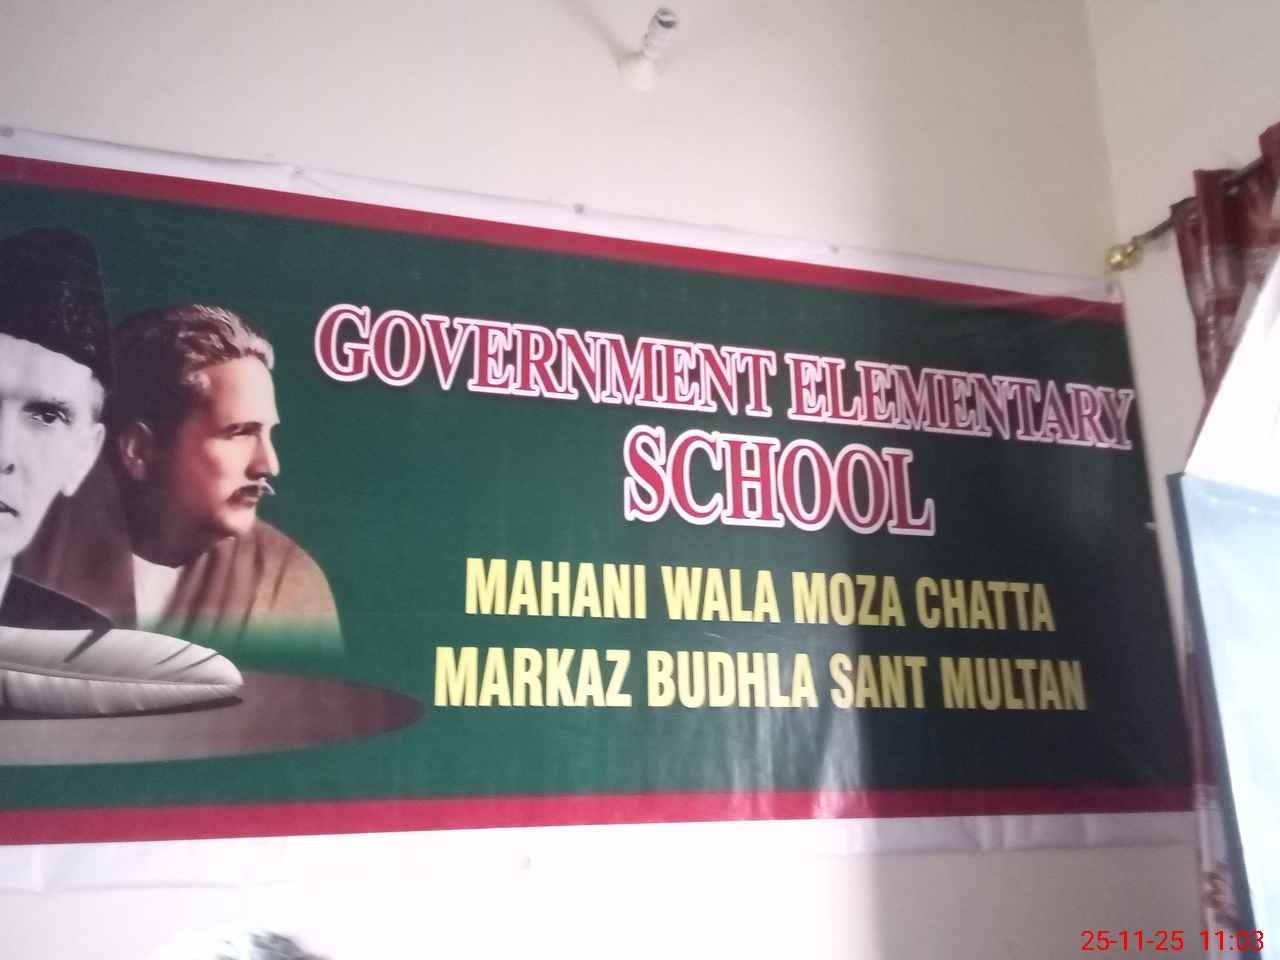 GOVERNMENT ELEMENTARY
SCHOOL
MAHANI WALA MOZA CHATTA
MARKAZ BUDHLA SANT MULTAN
25-11-25 11:03